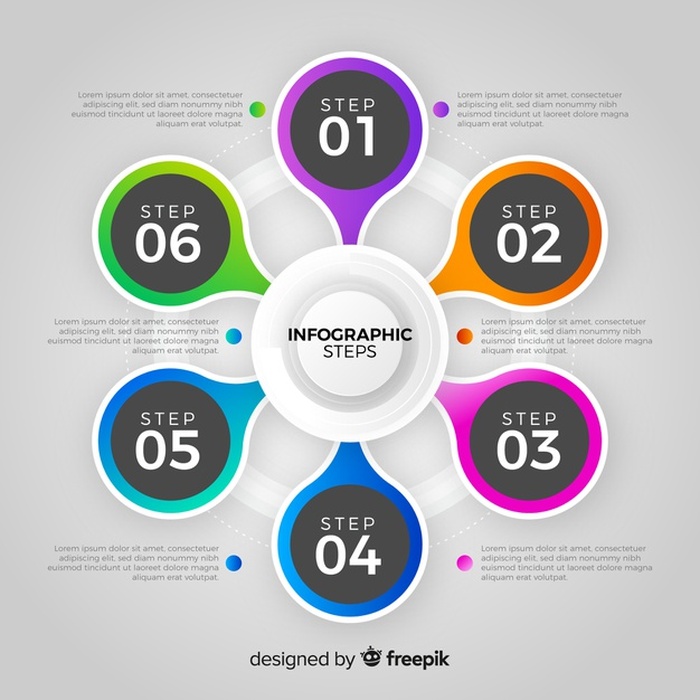 Lorem ipsum dolor sit amet, consectetuer
adipiscing elit, sed diam nonummy nibh
euismod tincidunt ut laoreet dolore magna
aliquam erat volutpat.
STEP
01
Lorem ipsum dolor sit amet, consectetuer
adipiscing elit, sed diam nonummy nibh
euismod tincidunt ut laoreet dolore magna
aliquam erat volutpat.
STEP
06
STEP
02
Lorem ipsum dolor sit amet, consectetuer
adipiscing elit, sed diam nonummy nibh
euismod tincidunt ut laoreet dolore magna
aliquam erat volutpat.
INFOGRAPHIC
STEPS
Lorem ipsum dolor sit amet, consectetuer
adipiscing elit, sed diam nonummy nibh
euismod tincidunt ut laoreet dolore magna
aliquam erat volutpat.
STEP
05
STEP
03
Lorem ipsum dolor sit amet, consectetuer
adipiscing elit, sed diam nonummy nibh
euismod tincidunt ut laoreet dolore magna
aliquam erat volutpat.
STEP
04
Lorem ipsum dolor sit amet, consectetuer
adipiscing elit, sed diam nonummy nibh
euismod tincidunt ut laoreet dolore magna
aliquam erat volutpat.
designed by freepik